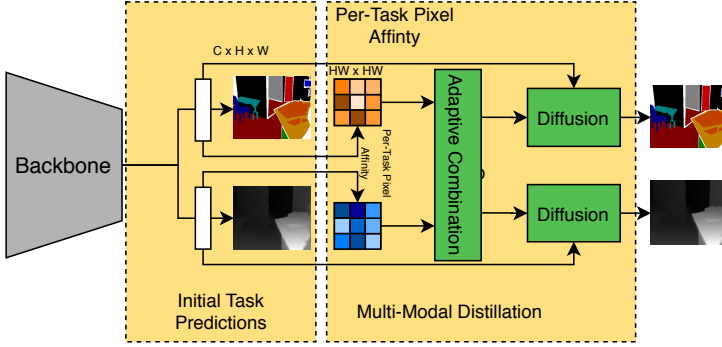 Per-Task Pixel
Affinty
C x H x W
HW x HW
Backbone
Per-Task Pixel
Affinity
Adaptive Combination
Diffusion
Diffusion
Initial Task
Predictions
Multi-Modal Distillation